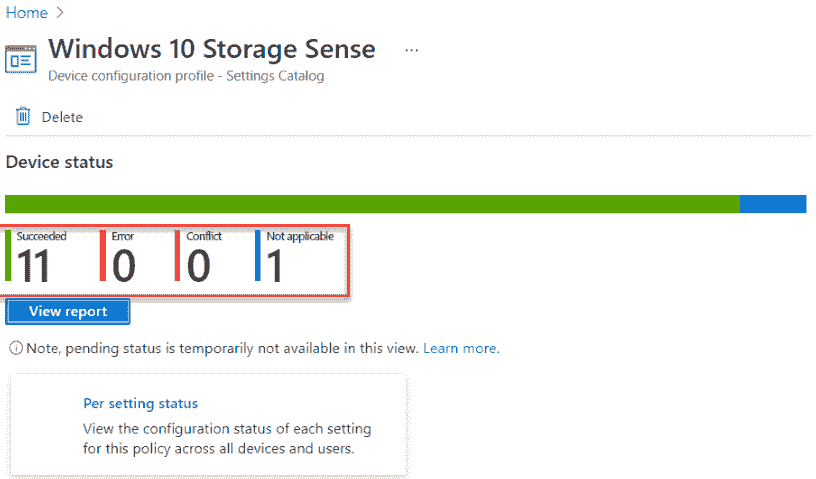 Home >
Windows 10 Storage Sense ...
Device configuration profile - Settings Catalog
Delete
Device status
Succeeded Error Conflict Not applicable
11 0 0 1
View report
Note, pending status is temporarily not available in this view. Learn more.
Per setting status
View the configuration status of each setting
for this policy across all devices and users.